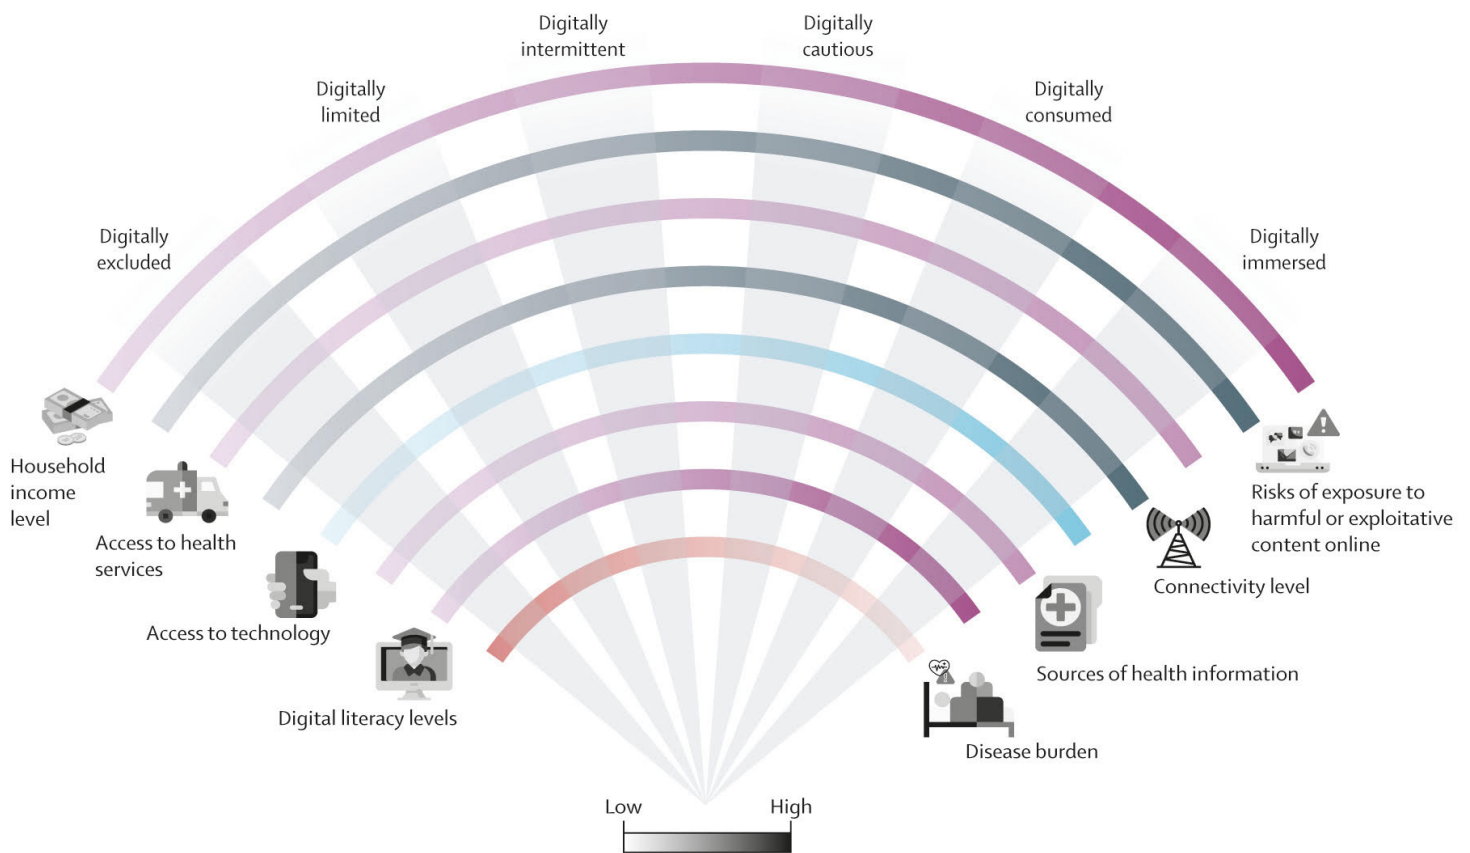 Digitally
excluded
Digitally
limited
Digitally
intermittent
Digitally
cautious
Digitally
consumed
Digitally
immersed
Household
income
level
Access to health
services
Access to technology
Digital literacy levels
Risks of exposure to
harmful or exploitative
content online
Connectivity level
Sources of health information
Disease burden
Low
High